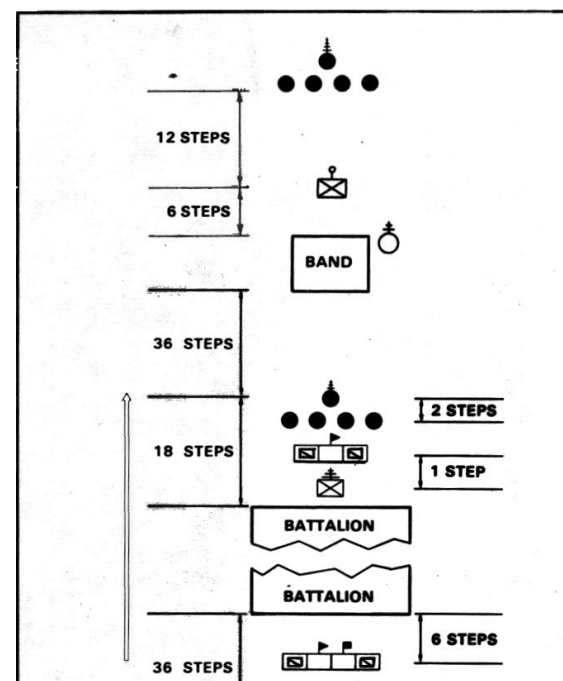 12 STEPS
6 STEPS
BAND
36 STEPS
2 STEPS
18 STEPS
1 STEP
BATTALION
BATTALION
6 STEPS
36 STEPS